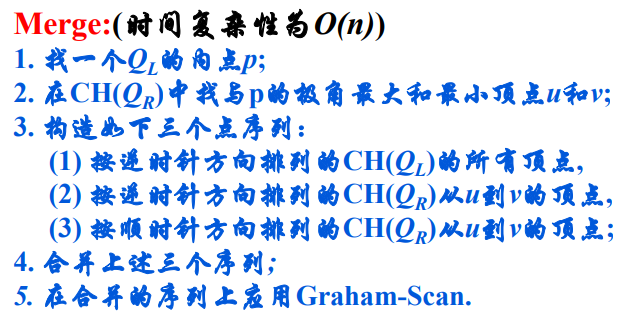 Merge:(时间复杂性为O(n))
1. 找一个Q_L的内点p;
2. 在CH(Q_R)中找与p的极角最大和最小顶点u和v;
3. 构造如下三个点序列：
(1) 按逆时针方向排列的CH(Q_L)的所有顶点,
(2) 按逆时针方向排列的CH(Q_R)从u到v的顶点,
(3) 按顺时针方向排列的CH(Q_R)从u到v的顶点;
4. 合并上述三个序列;
5. 在合并的序列上应用Graham-Scan.